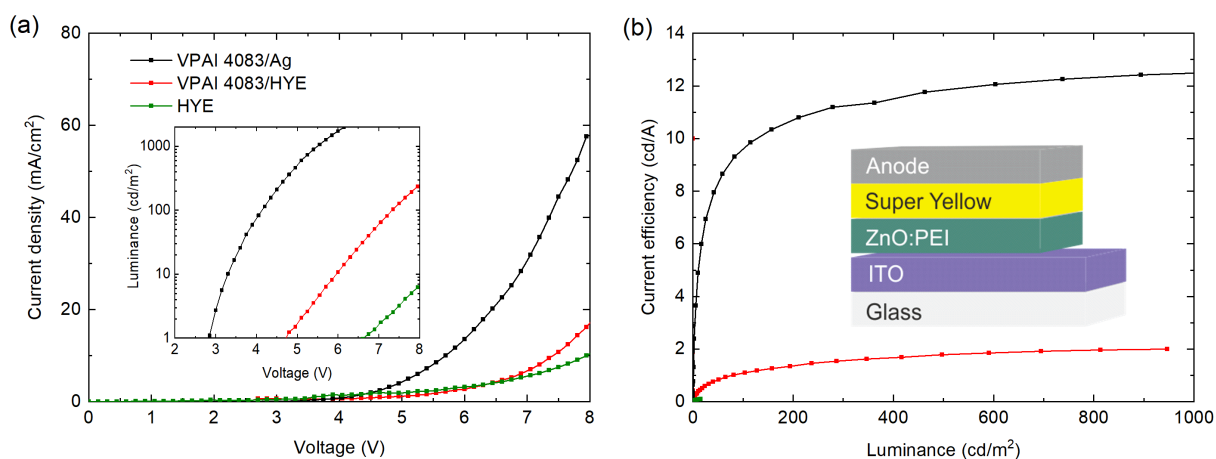 (a)
80
60
40
20
0
Current density (mA/cm²)
0 1 2 3 4 5 6 7 8
Voltage (V)
VPAI 4083/Ag
VPAI 4083/HYE
HYE
1000
100
10
1
Luminance (cd/m²)
2 3 4 5 6 7 8
Voltage (V)
(b)
14
12
10
8
6
4
2
0
Current efficiency (cd/A)
0 200 400 600 800 1000
Luminance (cd/m²)
Anode
Super Yellow
ZnO:PEI
ITO
Glass